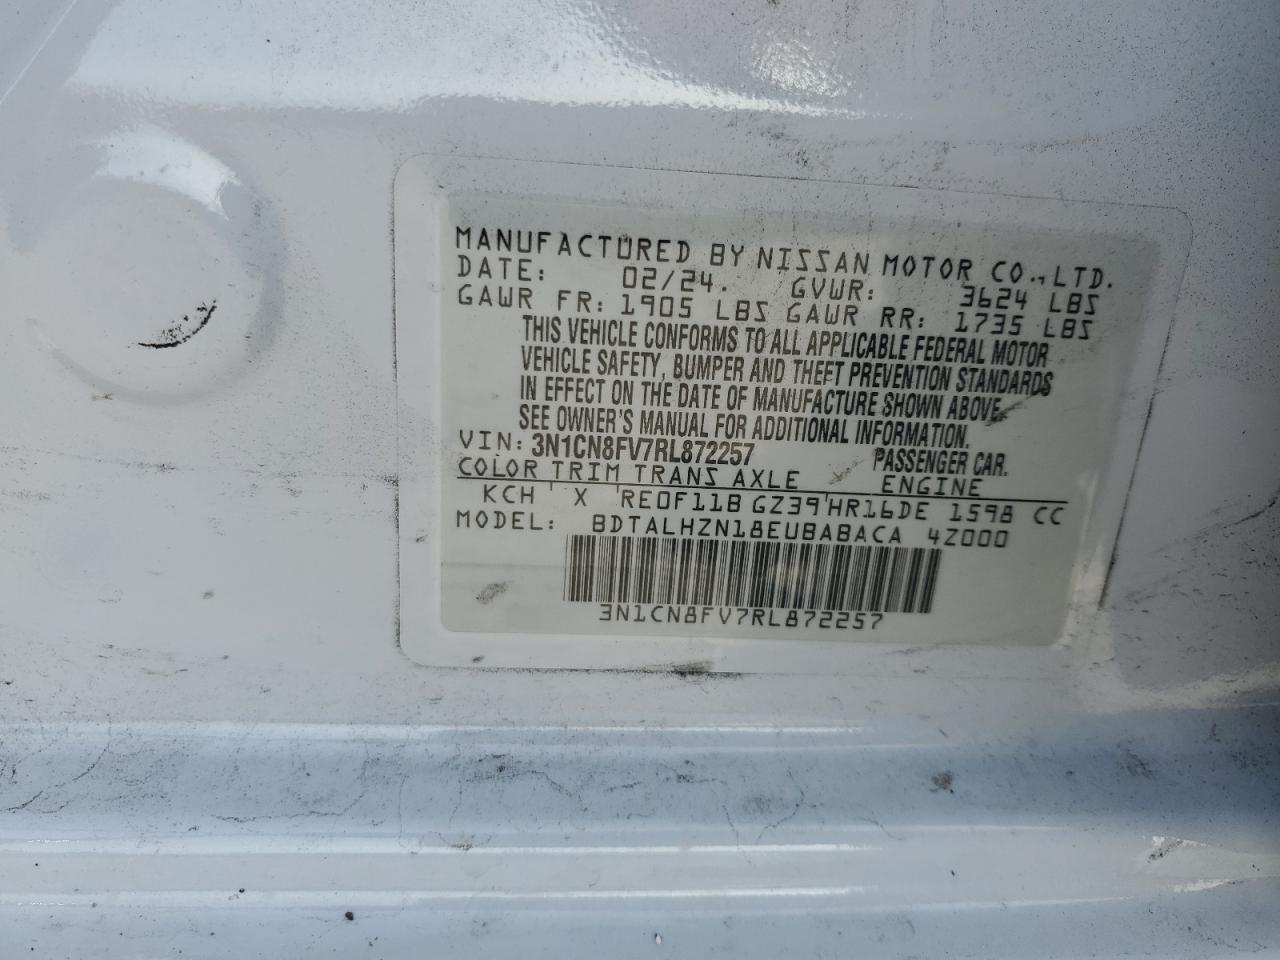 MANUFACTURED BY NISSAN MOTOR CO.,LTD.
DATE: 02/24. GVWR: 3624 LBS
GAWR FR: 1905 LBS GAWR RR: 1735 LBS
THIS VEHICLE CONFORMS TO ALL APPLICABLE FEDERAL MOTOR
VEHICLE SAFETY, BUMPER AND THEFT PREVENTION STANDARDS
IN EFFECT ON THE DATE OF MANUFACTURE SHOWN ABOVE.
SEE OWNER'S MANUAL FOR ADDITIONAL INFORMATION.
VIN: 3N1CN8FV7RL872257 PASSENGER CAR.
COLOR TRIM TRANS AXLE ENGINE
KCH X RE0F11B GZ39 HR16DE 1598 CC
MODEL: BDTALHZN18EUBABACA 4Z000
3N1CN8FV7RL872257